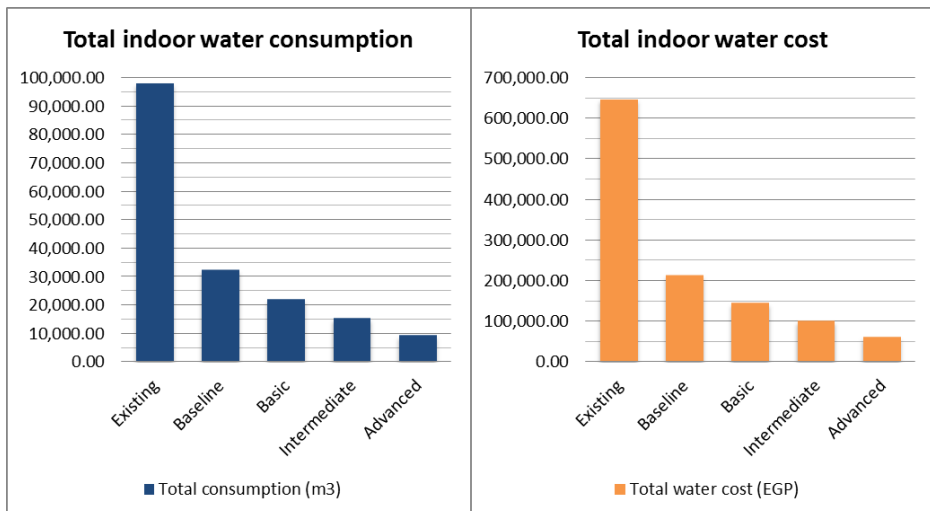 Total indoor water consumption
100,000.00
90,000.00
80,000.00
70,000.00
60,000.00
50,000.00
40,000.00
30,000.00
20,000.00
10,000.00
0.00
Existing
Baseline
Basic
Intermediate
Advanced
Total consumption (m3)
Total indoor water cost
700,000.00
600,000.00
500,000.00
400,000.00
300,000.00
200,000.00
100,000.00
0.00
Existing
Baseline
Basic
Intermediate
Advanced
Total water cost (EGP)